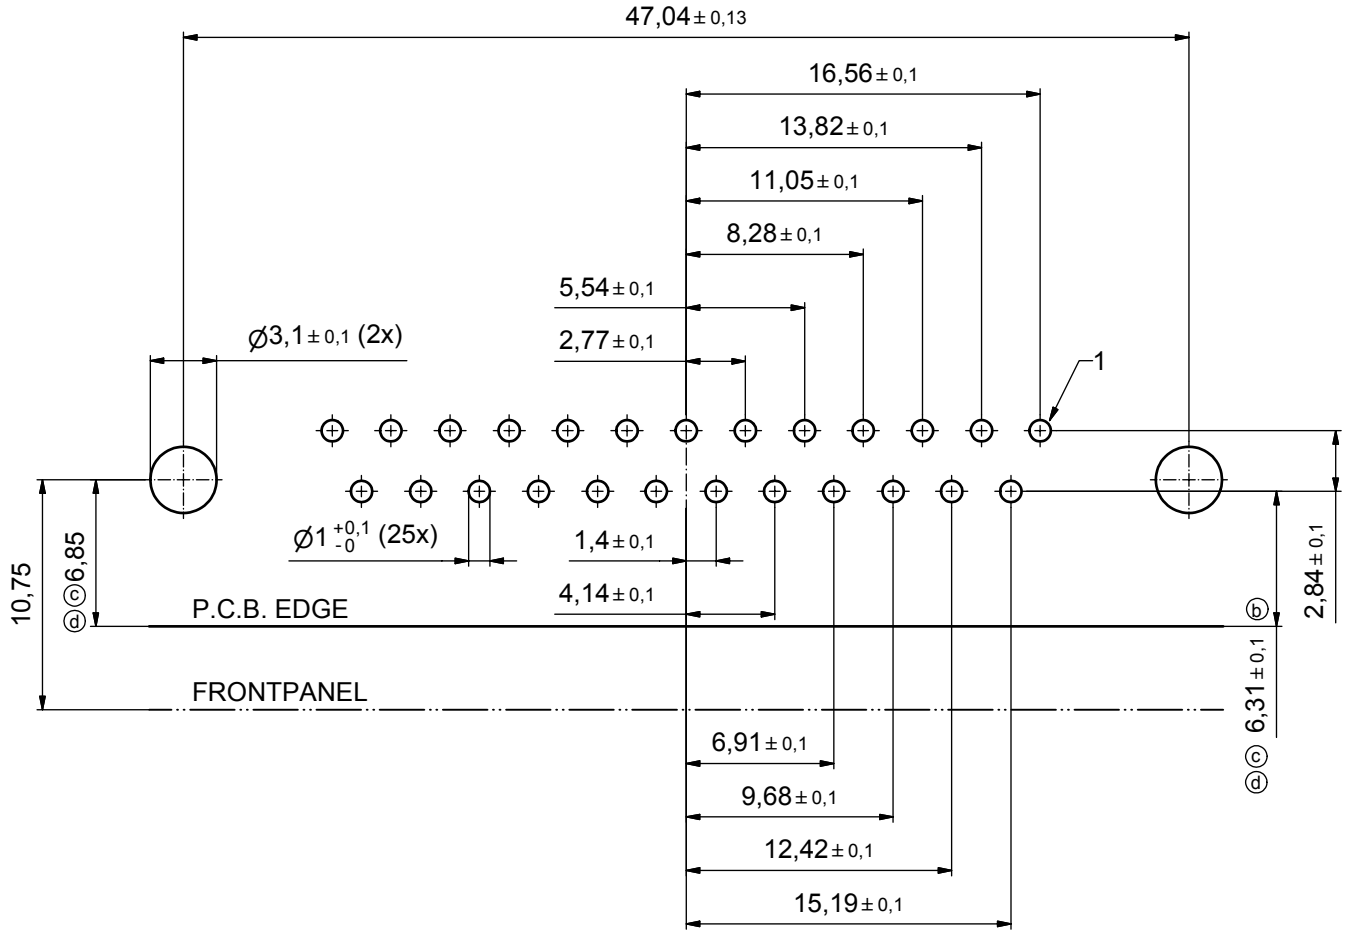 47,04 ± 0,13
16,56 ± 0,1
13,82 ± 0,1
11,05 ± 0,1
8,28 ± 0,1
5,54 ± 0,1
Ø3,1 ± 0,1 (2x)
2,77 ± 0,1
1
Ø1 +0,1 -0 (25x)
1,4 ± 0,1
10,75
ⓓ ⓒ 6,85
2,84 ± 0,1
4,14 ± 0,1
P.C.B. EDGE
ⓑ
ⓓ ⓒ 6,31 ± 0,1
FRONTPANEL
6,91 ± 0,1
9,68 ± 0,1
12,42 ± 0,1
15,19 ± 0,1